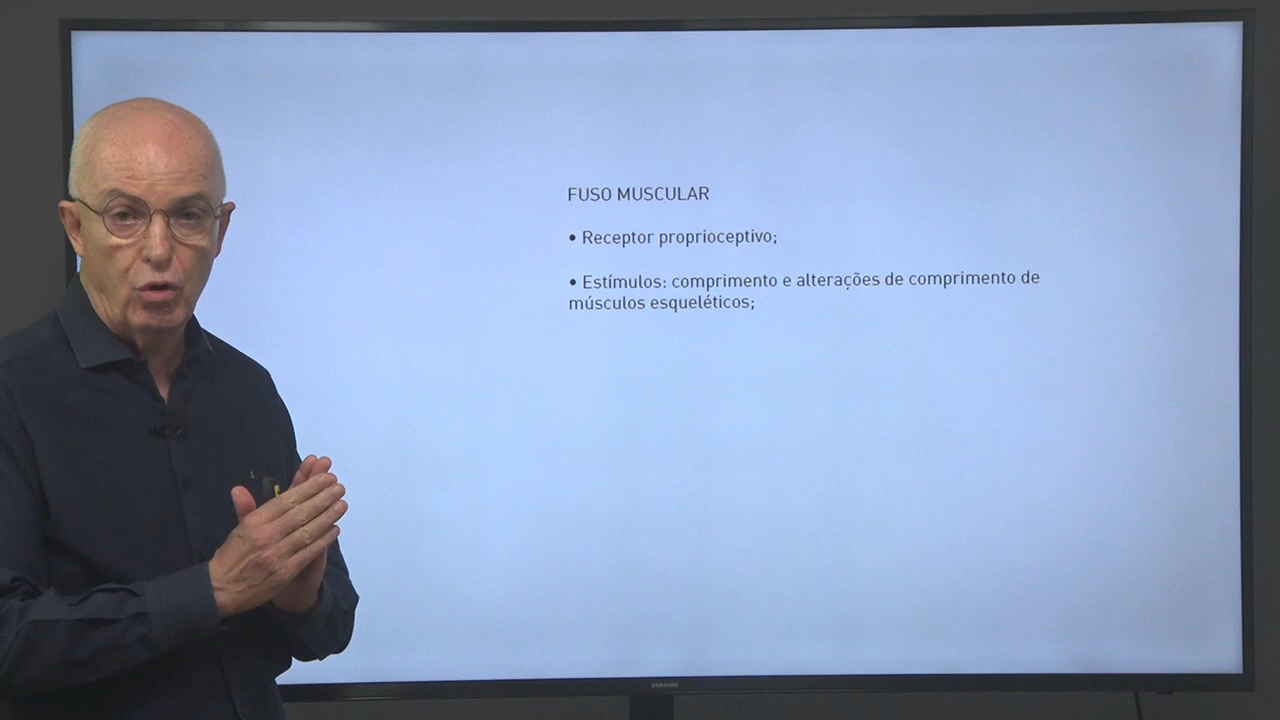 FUSO MUSCULAR
• Receptor proprioceptivo;
• Estímulos: comprimento e alterações de comprimento de
músculos esqueléticos;
SAMSUNG